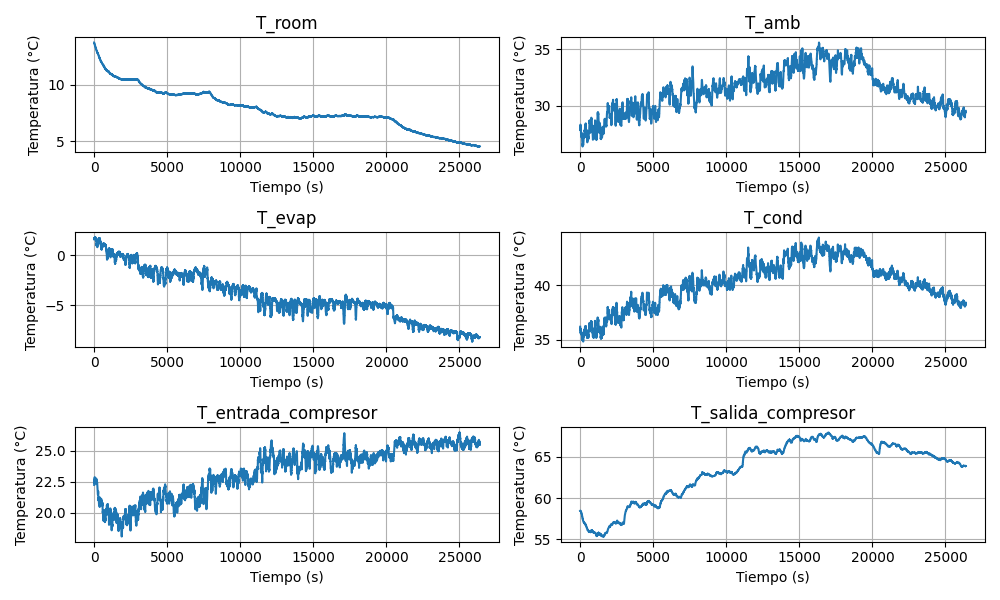 T_room
Temperatura (°C)
10
5
0 5000 10000 15000 20000 25000
Tiempo (s)
T_amb
Temperatura (°C)
35
30
0 5000 10000 15000 20000 25000
Tiempo (s)
T_evap
Temperatura (°C)
0
−5
0 5000 10000 15000 20000 25000
Tiempo (s)
T_cond
Temperatura (°C)
40
35
0 5000 10000 15000 20000 25000
Tiempo (s)
T_entrada_compresor
Temperatura (°C)
25.0
22.5
20.0
0 5000 10000 15000 20000 25000
Tiempo (s)
T_salida_compresor
Temperatura (°C)
65
60
55
0 5000 10000 15000 20000 25000
Tiempo (s)